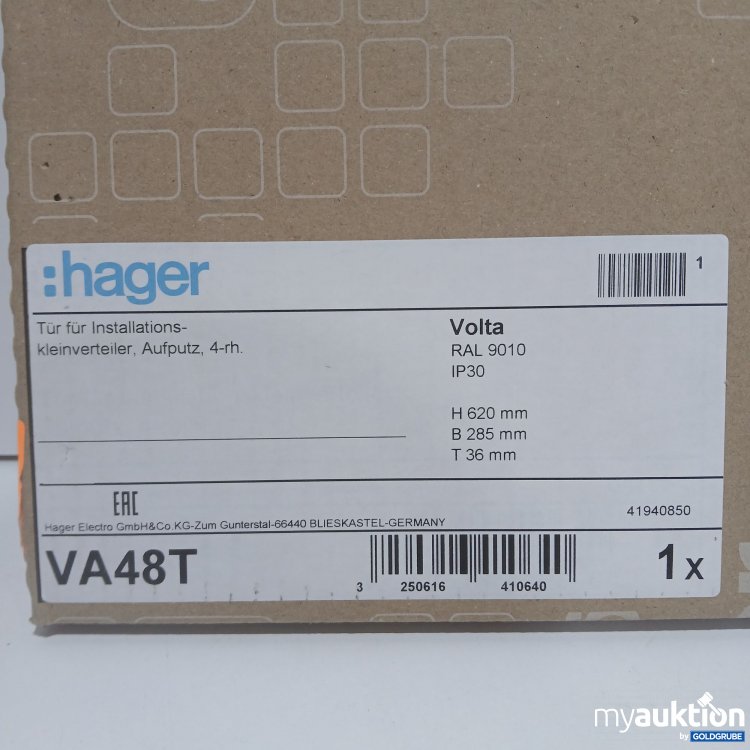 :hager
1
Tür für Installations-
kleinverteiler, Aufputz, 4-rh.
Volta
RAL 9010
IP30
H 620 mm
B 285 mm
T 36 mm
EAC
41940850
Hager Electro GmbH&Co.KG-Zum Gunterstal-66440 BLIESKASTEL-GERMANY
VA48T
3 250616 410640
1 x
myauktion
by GOLDGRUBE